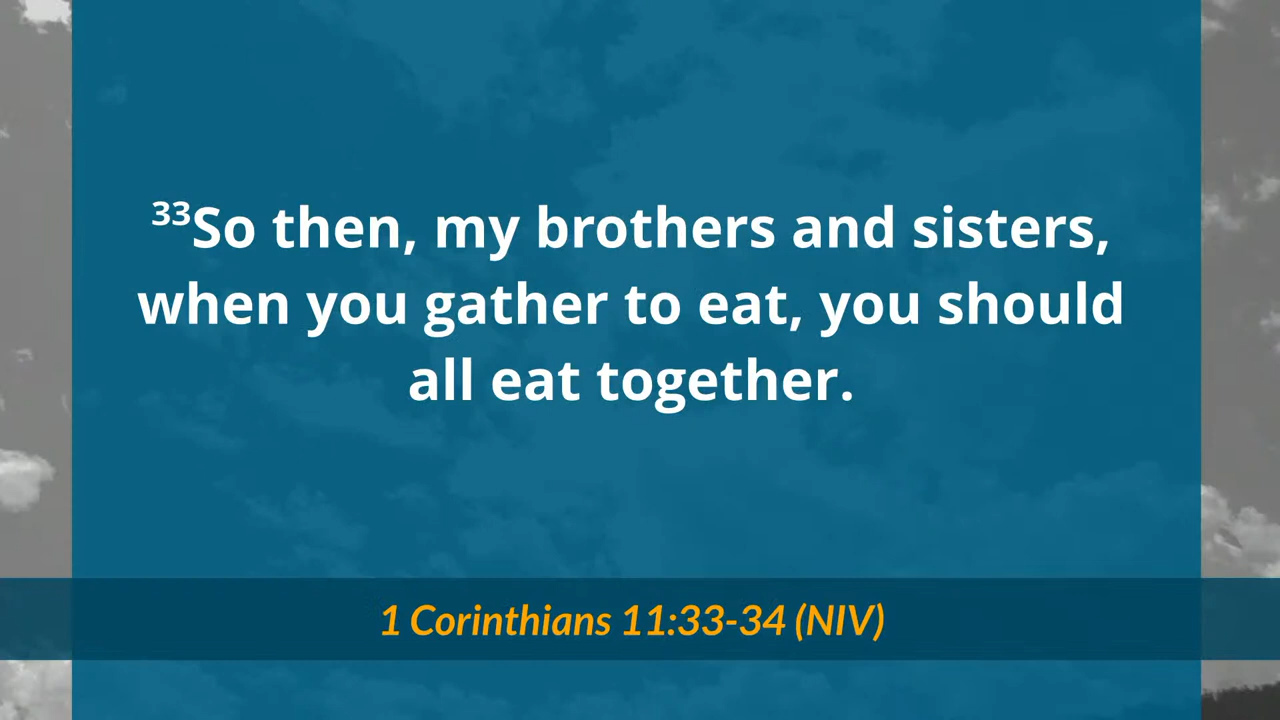 ³³So then, my brothers and sisters,
when you gather to eat, you should
all eat together.
1 Corinthians 11:33-34 (NIV)